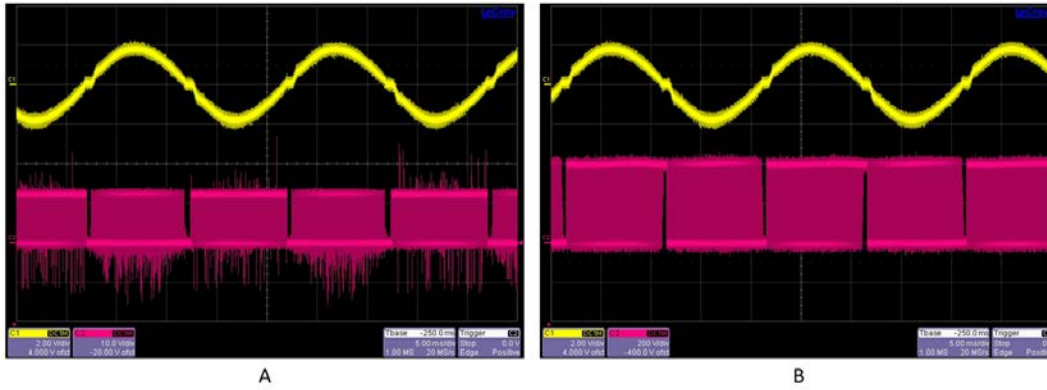 C1
C1
C2
C2
C1 DC1M
2.00 V/div
4.000 V ofst
C2 DC1M
10.0 V/div
-20.00 V ofst
Tbase -250.0 ms
5.00 ms/div
1.00 MS 20 MS/s
Trigger C2
Stop 0.0 V
Edge Positive
C1 DC1M
2.00 V/div
4.000 V ofst
C2 DC1M
200 V/div
-400.0 V ofst
Tbase -250.0 ms
5.00 ms/div
1.00 MS 20 MS/s
Trigger C2
Stop 0.0 V
Edge Positive
A
B